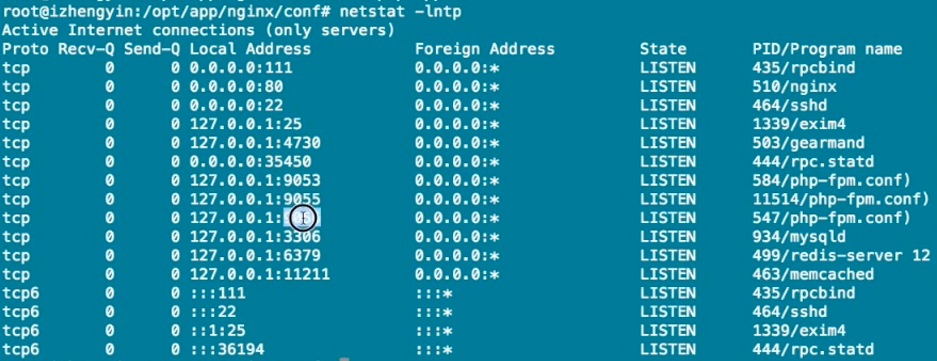 root@izhengyin:/opt/app/nginx/conf# netstat -lntp
Active Internet connections (only servers)
Proto Recv-Q Send-Q Local Address Foreign Address State PID/Program name
tcp 0 0 0.0.0.0:111 0.0.0.0:* LISTEN 435/rpcbind
tcp 0 0 0.0.0.0:80 0.0.0.0:* LISTEN 510/nginx
tcp 0 0 0.0.0.0:22 0.0.0.0:* LISTEN 464/sshd
tcp 0 0 127.0.0.1:25 0.0.0.0:* LISTEN 1339/exim4
tcp 0 0 127.0.0.1:4730 0.0.0.0:* LISTEN 503/gearmand
tcp 0 0 0.0.0.0:35450 0.0.0.0:* LISTEN 444/rpc.statd
tcp 0 0 127.0.0.1:9053 0.0.0.0:* LISTEN 584/php-fpm.conf)
tcp 0 0 127.0.0.1:9055 0.0.0.0:* LISTEN 11514/php-fpm.conf)
tcp 0 0 127.0.0.1: 0.0.0.0:* LISTEN 547/php-fpm.conf)
tcp 0 0 127.0.0.1:3306 0.0.0.0:* LISTEN 934/mysqld
tcp 0 0 127.0.0.1:6379 0.0.0.0:* LISTEN 499/redis-server 12
tcp 0 0 127.0.0.1:11211 0.0.0.0:* LISTEN 463/memcached
tcp6 0 0 :::111 :::* LISTEN 435/rpcbind
tcp6 0 0 :::22 :::* LISTEN 464/sshd
tcp6 0 0 ::1:25 :::* LISTEN 1339/exim4
tcp6 0 0 :::36194 :::* LISTEN 444/rpc.statd